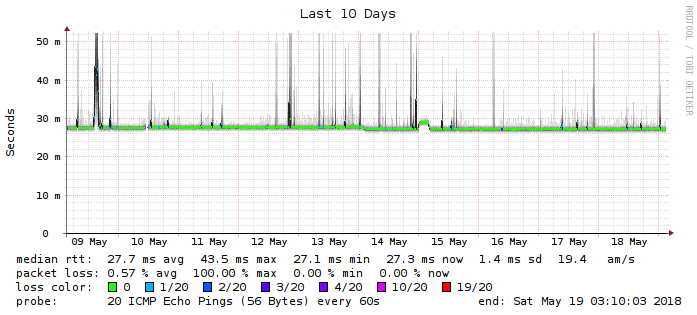 Last 10 Days
RRDTOOL / TOBI OETIKER
Seconds
50 m
40 m
30 m
20 m
10 m
0
09 May 10 May 11 May 12 May 13 May 14 May 15 May 16 May 17 May 18 May
median rtt: 27.7 ms avg 43.5 ms max 27.1 ms min 27.3 ms now 1.4 ms sd 19.4 am/s
packet loss: 0.57 % avg 100.00 % max 0.00 % min 0.00 % now
loss color: 0 1/20 2/20 3/20 4/20 10/20 19/20
probe: 20 ICMP Echo Pings (56 Bytes) every 60s end: Sat May 19 03:10:03 2018